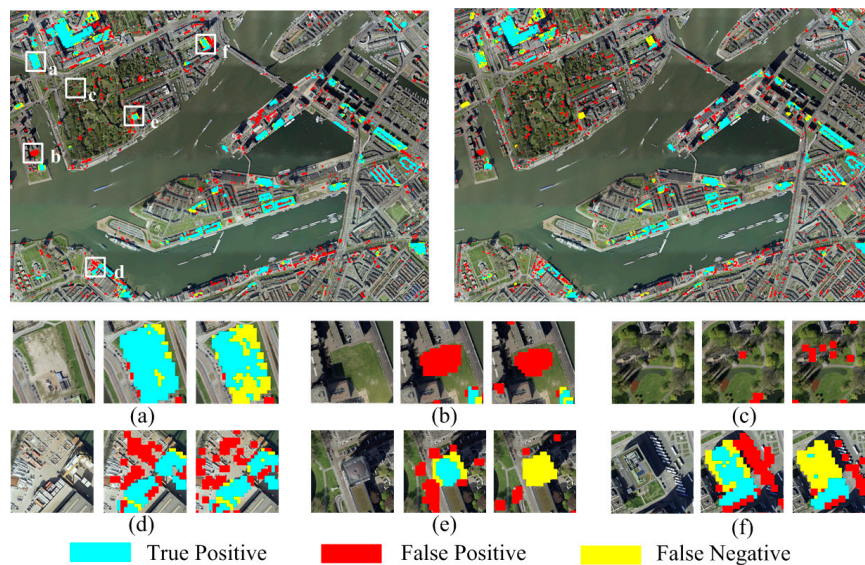 a
f
c
e
b
d
(a)
(b)
(c)
(d)
(e)
(f)
True Positive
False Positive
False Negative